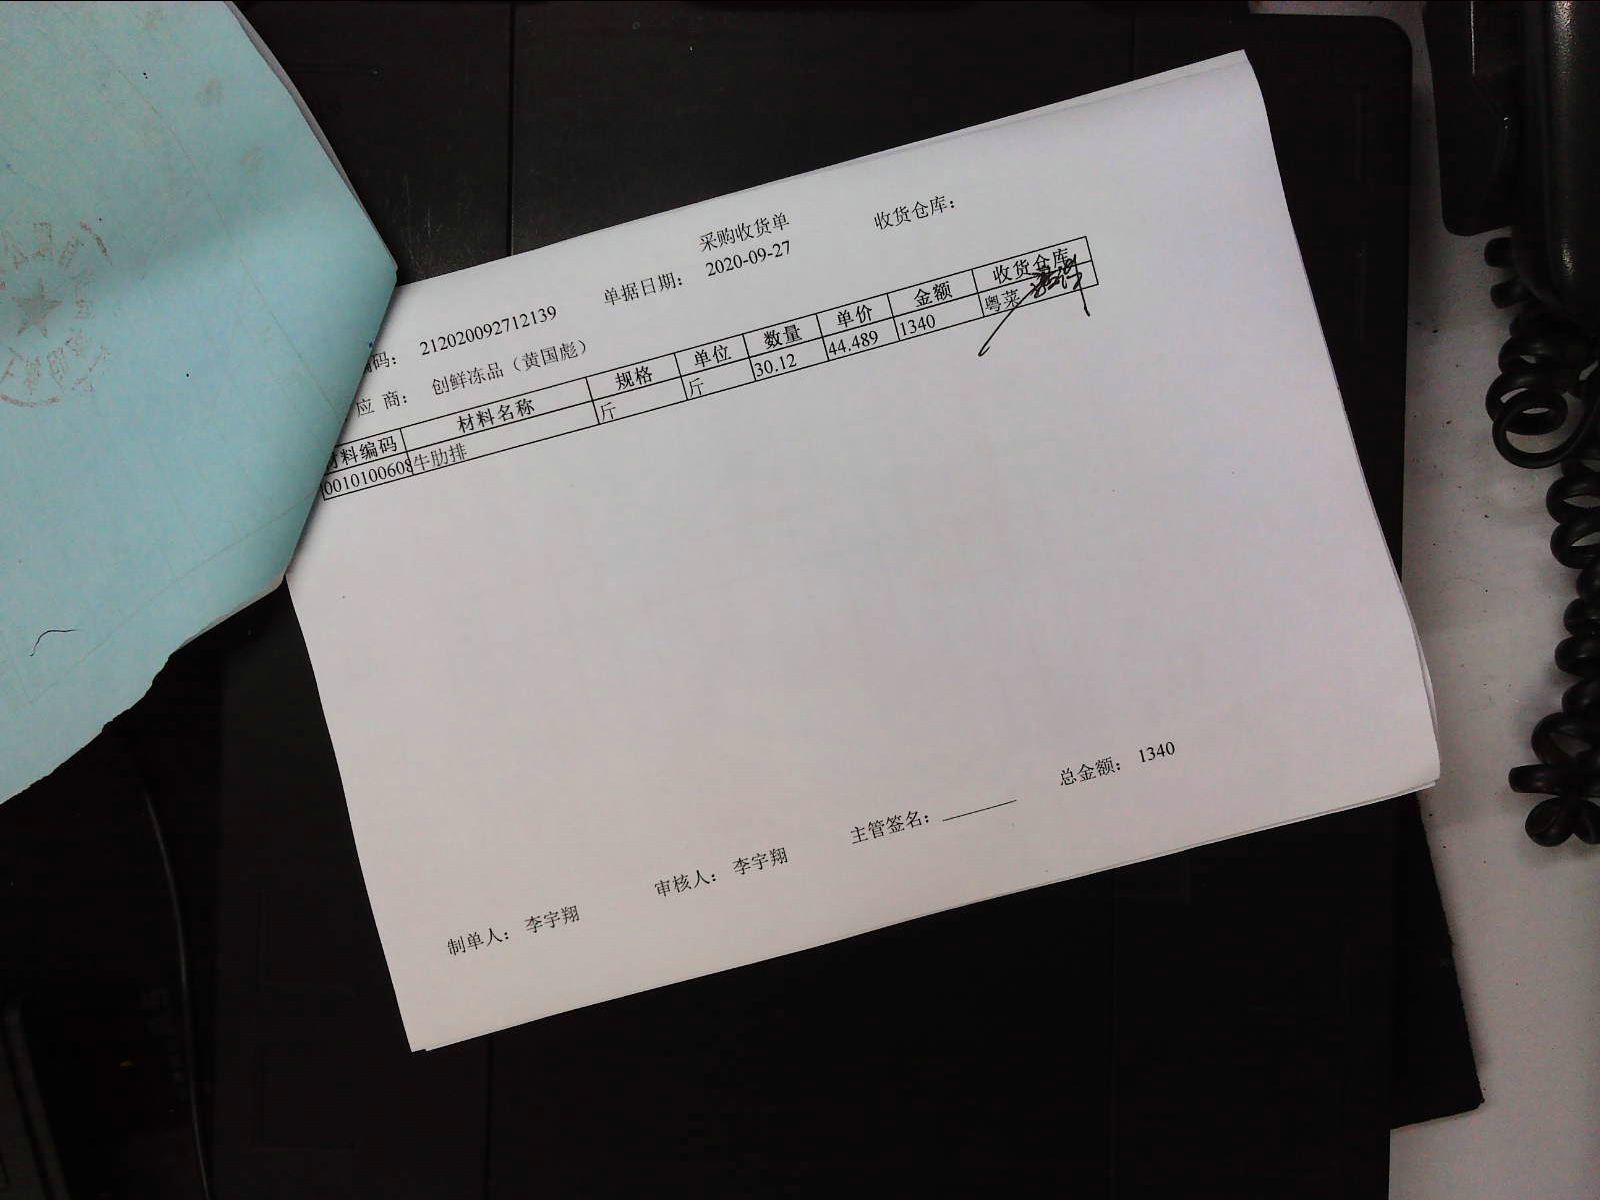 采购收货单 收货仓库：
码： 212020092712139 单据日期： 2020-09-27
应 商： 创鲜冻品（黄国彪）
料编码 材料名称 规格 单位 数量 单价 金额 收货仓库
0010100608 牛肋排 斤 斤 30.12 44.489 1340 粤菜
总金额： 1340
制单人： 李宇翔 审核人： 李宇翔 主管签名：